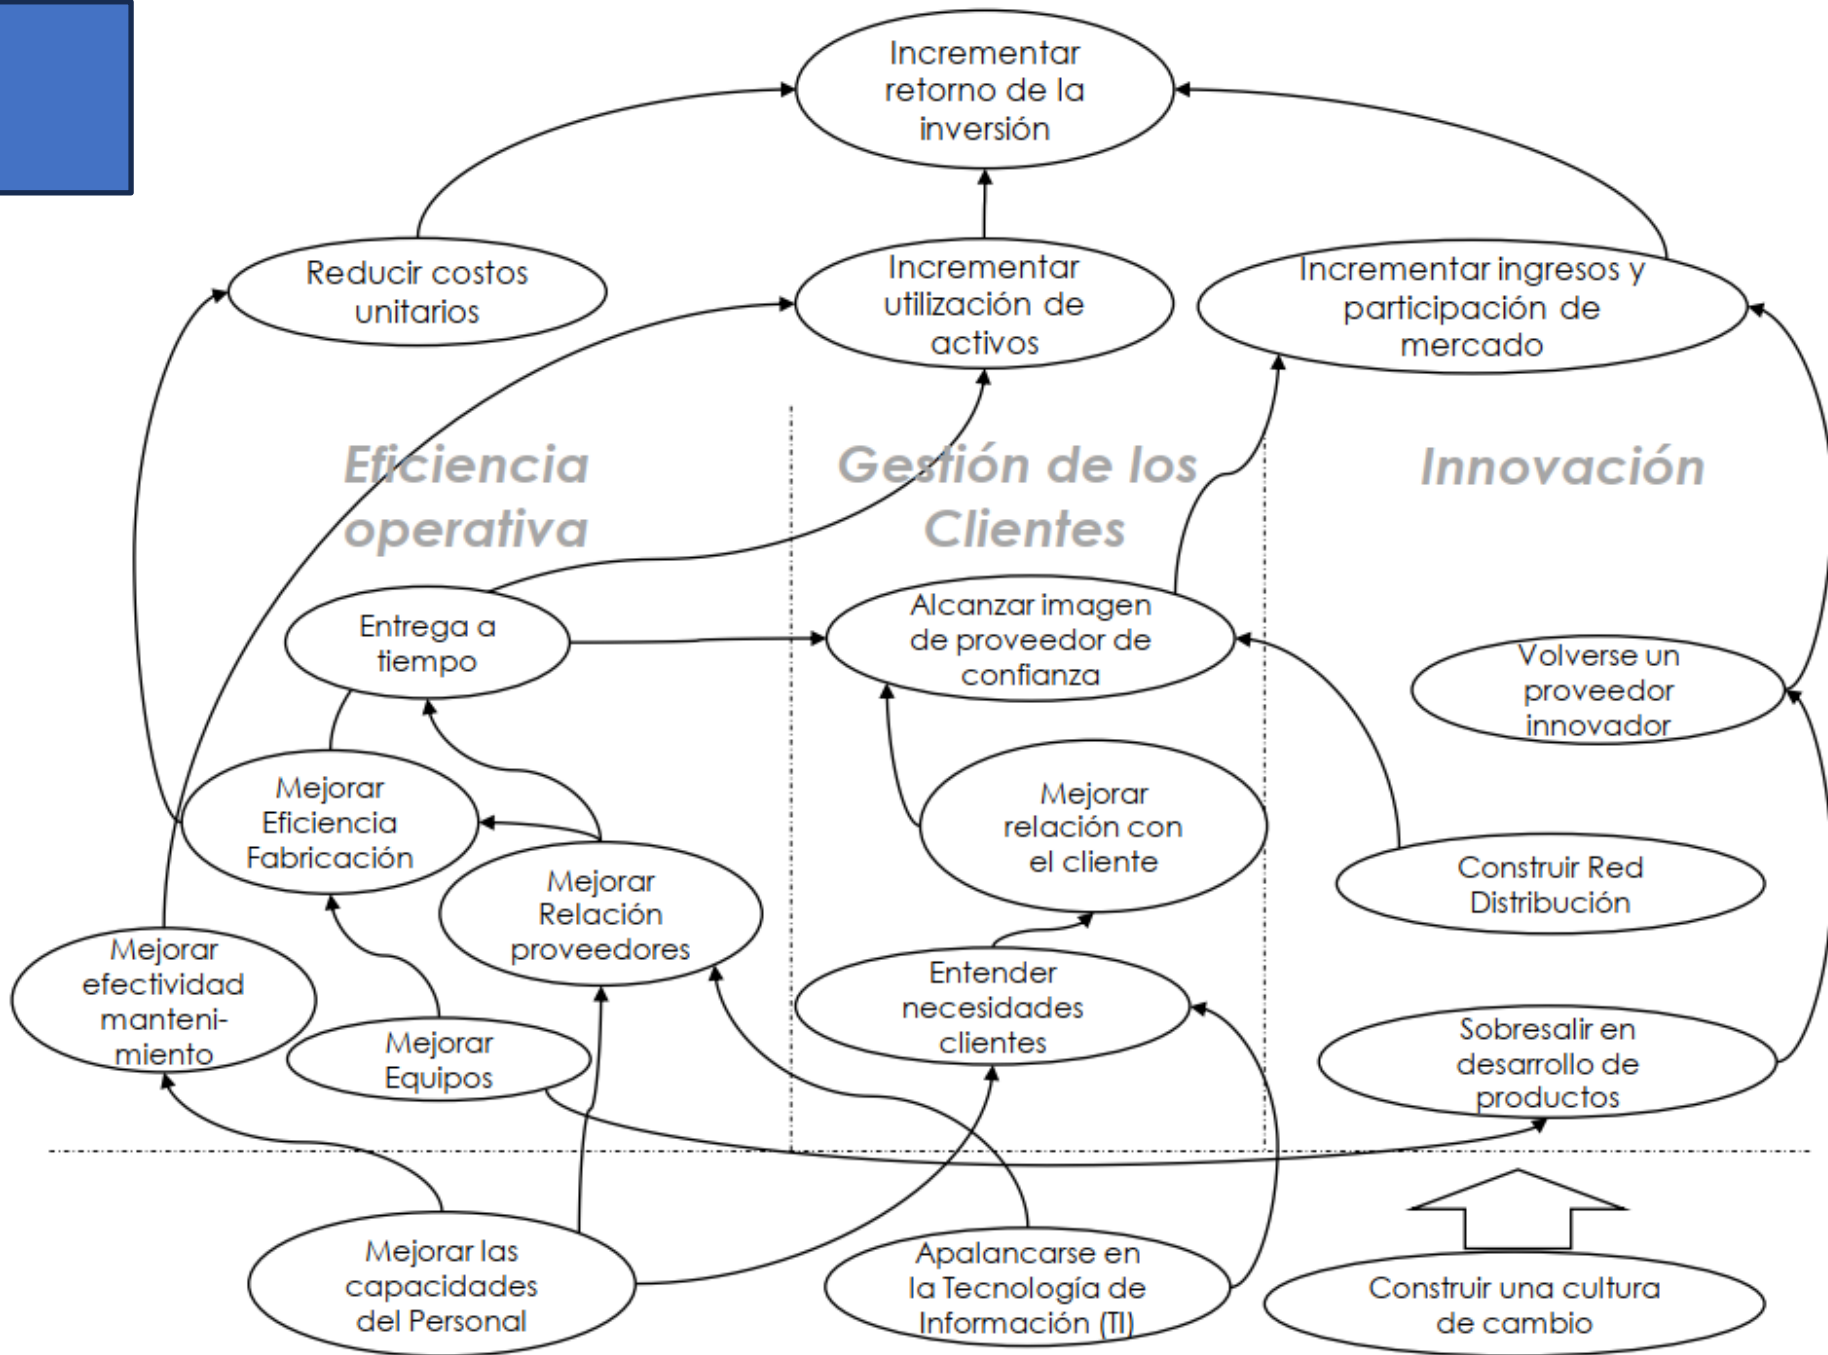 Incrementar
retorno de la
inversión
Reducir costos
unitarios
Incrementar
utilización de
activos
Incrementar ingresos y
participación de
mercado
Eficiencia
operativa
Gestión de los
Clientes
Innovación
Entrega a
tiempo
Alcanzar imagen
de proveedor de
confianza
Volverse un
proveedor
innovador
Mejorar
Eficiencia
Fabricación
Mejorar
relación con
el cliente
Mejorar
Relación
proveedores
Construir Red
Distribución
Mejorar
efectividad
manteni-
miento
Mejorar
Equipos
Entender
necesidades
clientes
Sobresalir en
desarrollo de
productos
Mejorar las
capacidades
del Personal
Apalancarse en
la Tecnología de
Información (TI)
Construir una cultura
de cambio